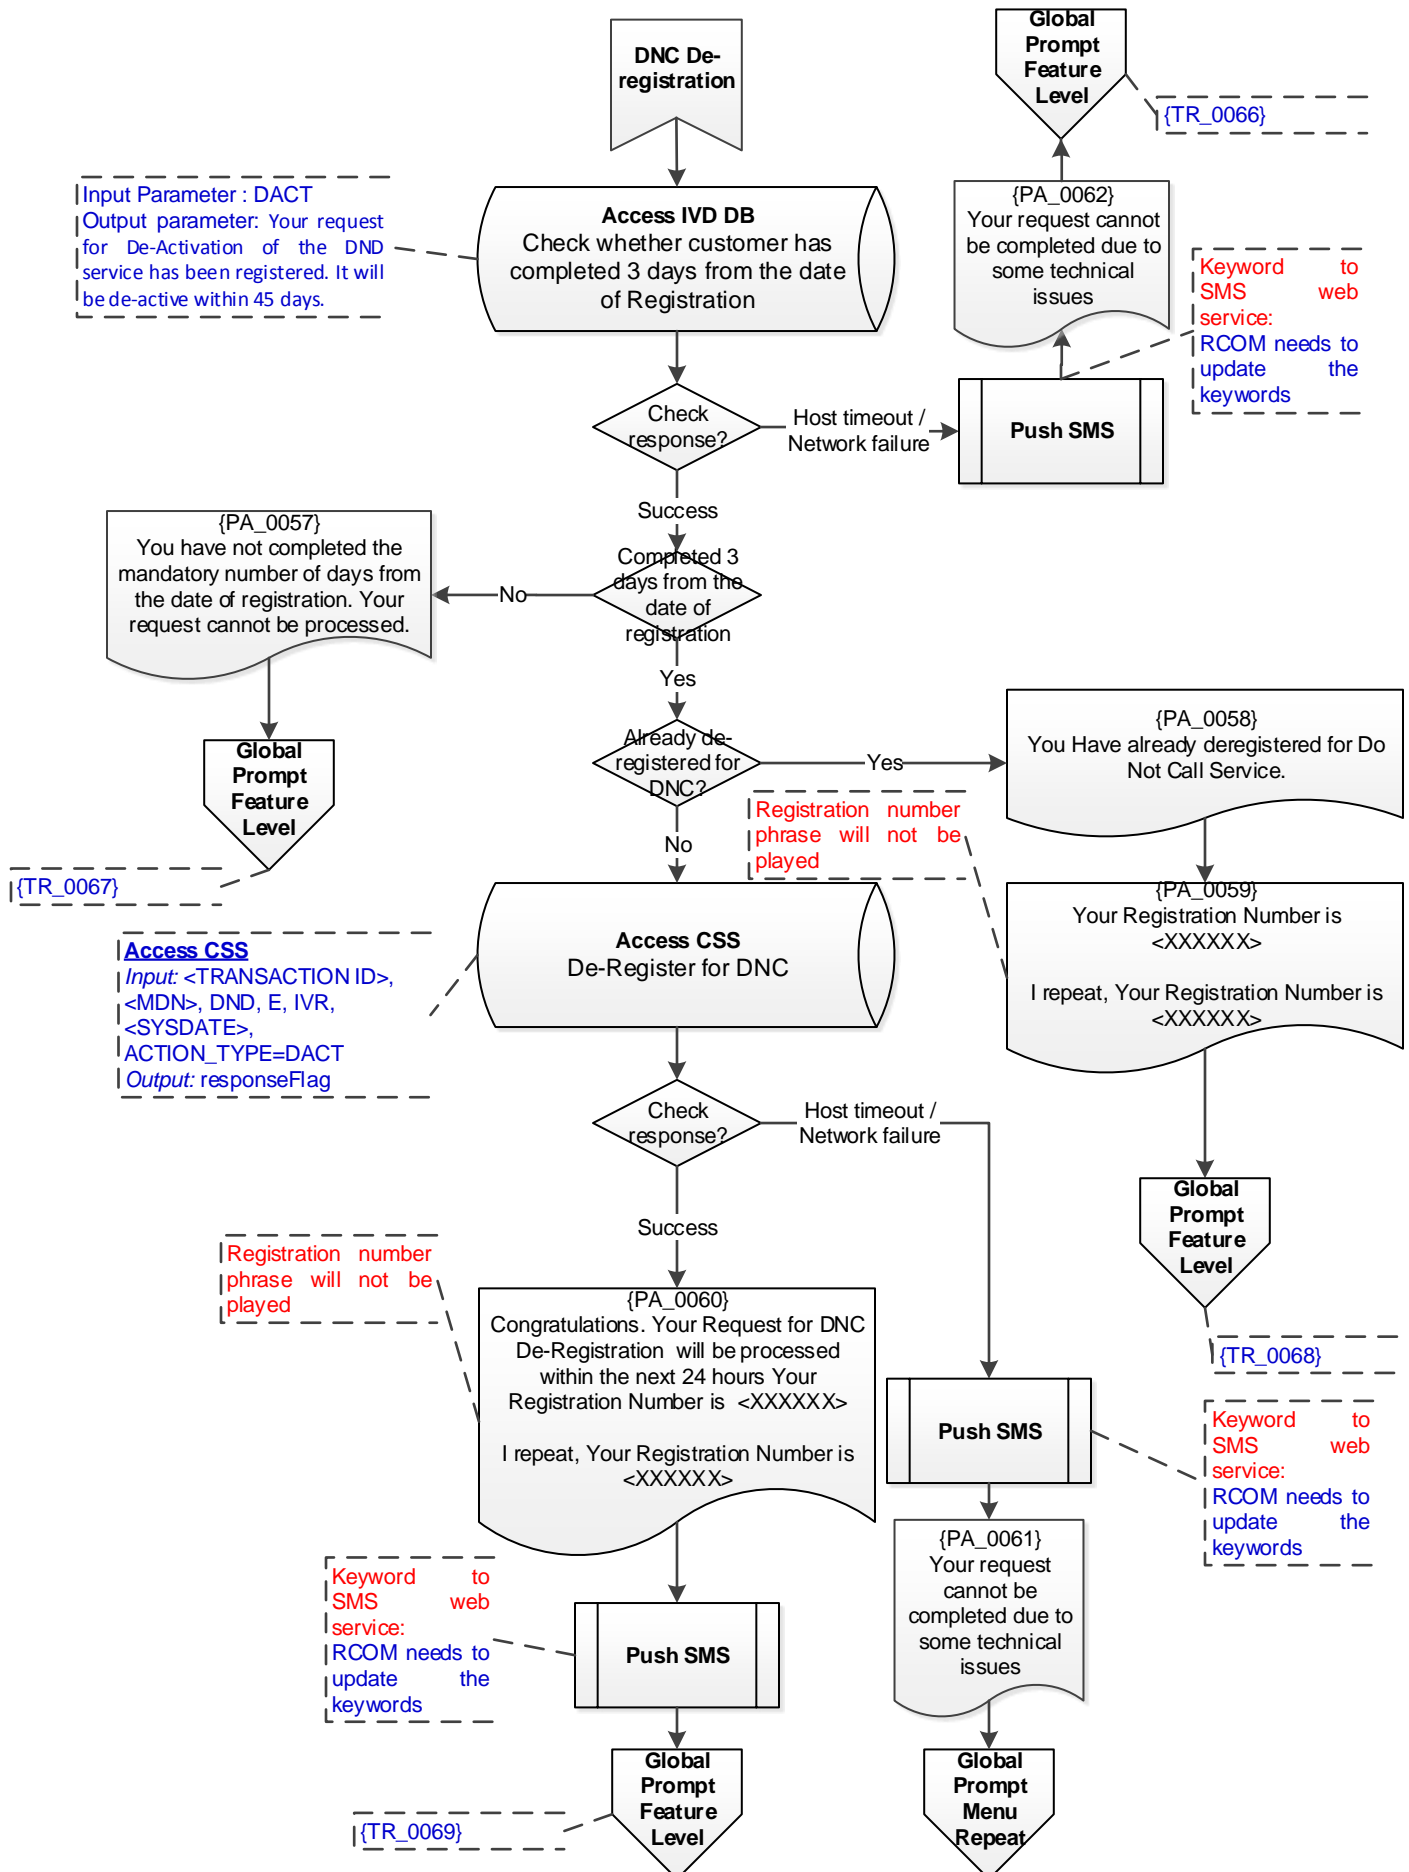 DNC De-
registration
Global
Prompt
Feature
Level
{TR_0066}
Input Parameter : DACT
Output parameter: Your request
for De-Activation of the DND
service has been registered. It will
be de-active within 45 days.
Access IVD DB
Check whether customer has
completed 3 days from the date
of Registration
{PA_0062}
Your request cannot
be completed due to
some technical
issues
Keyword to
SMS web
service:
RCOM needs to
update the
keywords
Check
response?
Host timeout /
Network failure
Push SMS
Success
{PA_0057}
You have not completed the
mandatory number of days from
the date of registration. Your
request cannot be processed.
No
Completed 3
days from the
date of
registration
Yes
Global
Prompt
Feature
Level
{TR_0067}
Already de-
registered for
DNC?
Yes
{PA_0058}
You Have already deregistered for Do
Not Call Service.
Registration number
phrase will not be
played
No
{PA_0059}
Your Registration Number is
<XXXXXX>
I repeat, Your Registration Number is
<XXXXXX>
Access CSS
Input: <TRANSACTION ID>,
<MDN>, DND, E, IVR,
<SYSDATE>,
ACTION_TYPE=DACT
Output: responseFlag
Access CSS
De-Register for DNC
Check
response?
Host timeout /
Network failure
Global
Prompt
Feature
Level
{TR_0068}
Success
Registration number
phrase will not be
played
{PA_0060}
Congratulations. Your Request for DNC
De-Registration will be processed
within the next 24 hours Your
Registration Number is <XXXXXX>
I repeat, Your Registration Number is
<XXXXXX>
Push SMS
Keyword to
SMS web
service:
RCOM needs to
update the
keywords
{PA_0061}
Your request
cannot be
completed due to
some technical
issues
Keyword to
SMS web
service:
RCOM needs to
update the
keywords
Push SMS
Global
Prompt
Feature
Level
{TR_0069}
Global
Prompt
Menu
Repeat